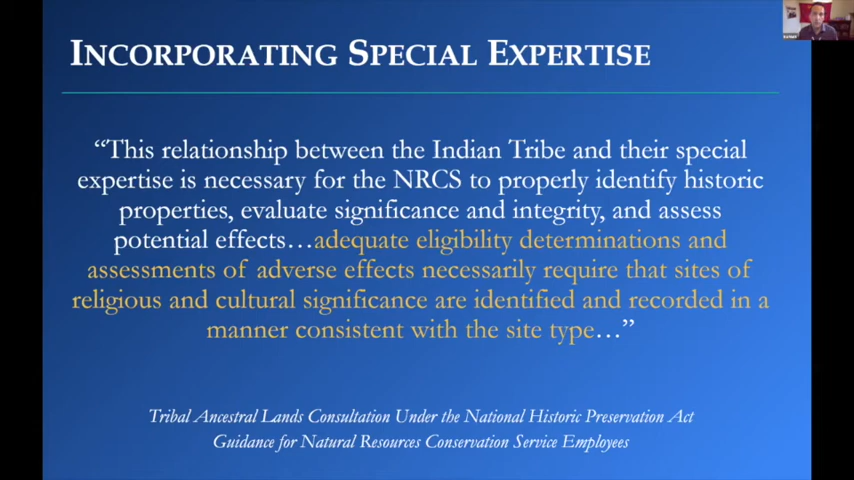 INCORPORATING SPECIAL EXPERTISE
“This relationship between the Indian Tribe and their special
expertise is necessary for the NRCS to properly identify historic
properties, evaluate significance and integrity, and assess
potential effects…adequate eligibility determinations and
assessments of adverse effects necessarily require that sites of
religious and cultural significance are identified and recorded in a
manner consistent with the site type…”
Tribal Ancestral Lands Consultation Under the National Historic Preservation Act
Guidance for Natural Resources Conservation Service Employees